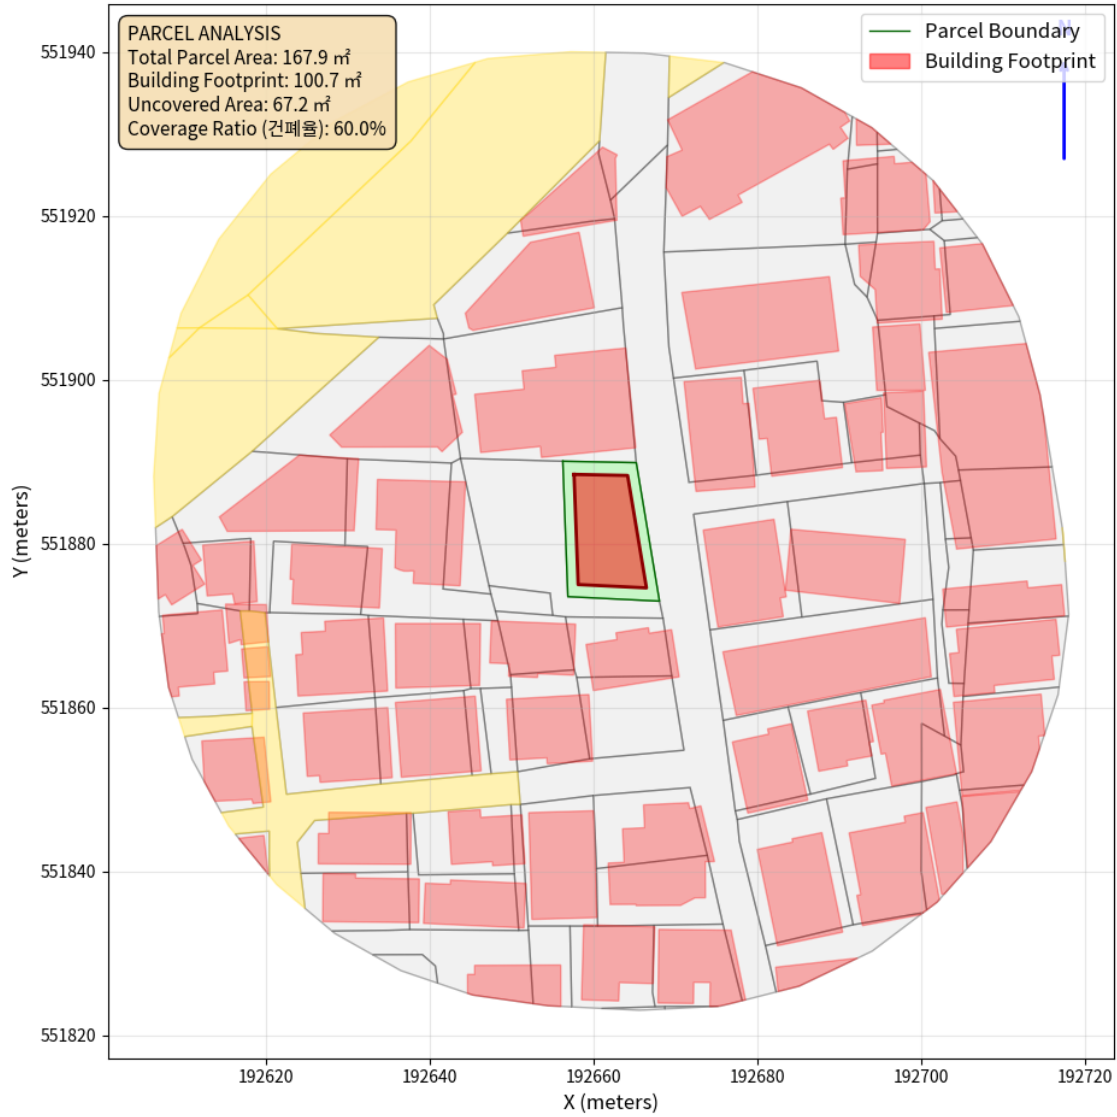 PARCEL ANALYSIS
Total Parcel Area: 167.9 ㎡
Building Footprint: 100.7 ㎡
Uncovered Area: 67.2 ㎡
Coverage Ratio (건폐율): 60.0%
N
Parcel Boundary
Building Footprint
551940
551920
551900
551880
551860
551840
551820
Y (meters)
192620
192640
192660
192680
192700
192720
X (meters)